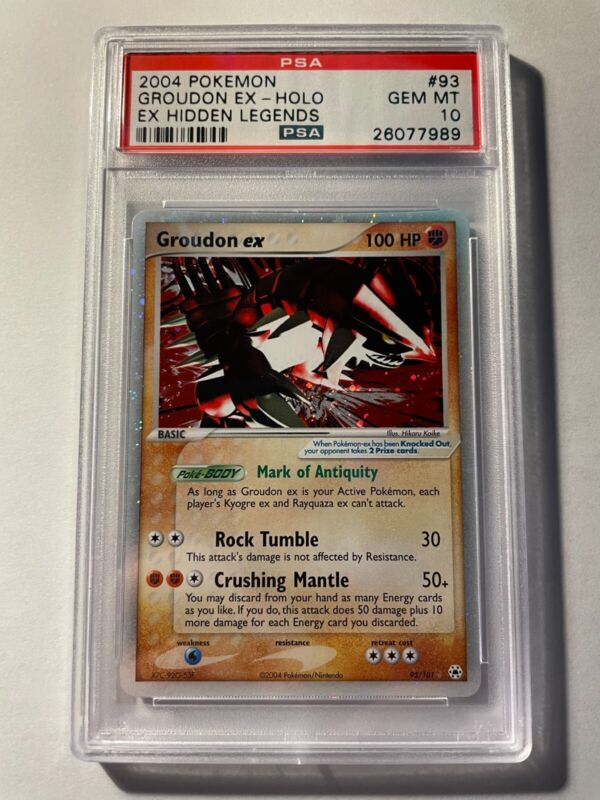 PSA
2004 POKEMON #93
GROUDON EX - HOLO GEM MT
EX HIDDEN LEGENDS 10
PSA 26077989
Groudon ex 100 HP
BASIC Illus. Hikaru Koike
When Pokémon-ex has been Knocked Out,
your opponent takes 2 Prize cards.
Poké-BODY Mark of Antiquity
As long as Groudon ex is your Active Pokémon, each
player's Kyogre ex and Rayquaza ex can't attack.
Rock Tumble 30
This attack's damage is not affected by Resistance.
Crushing Mantle 50+
You may discard from your hand as many Energy cards
as you like. If you do, this attack does 50 damage plus 10
more damage for each Energy card you discarded.
weakness resistance retreat cost
©2004 Pokémon/Nintendo 93/101